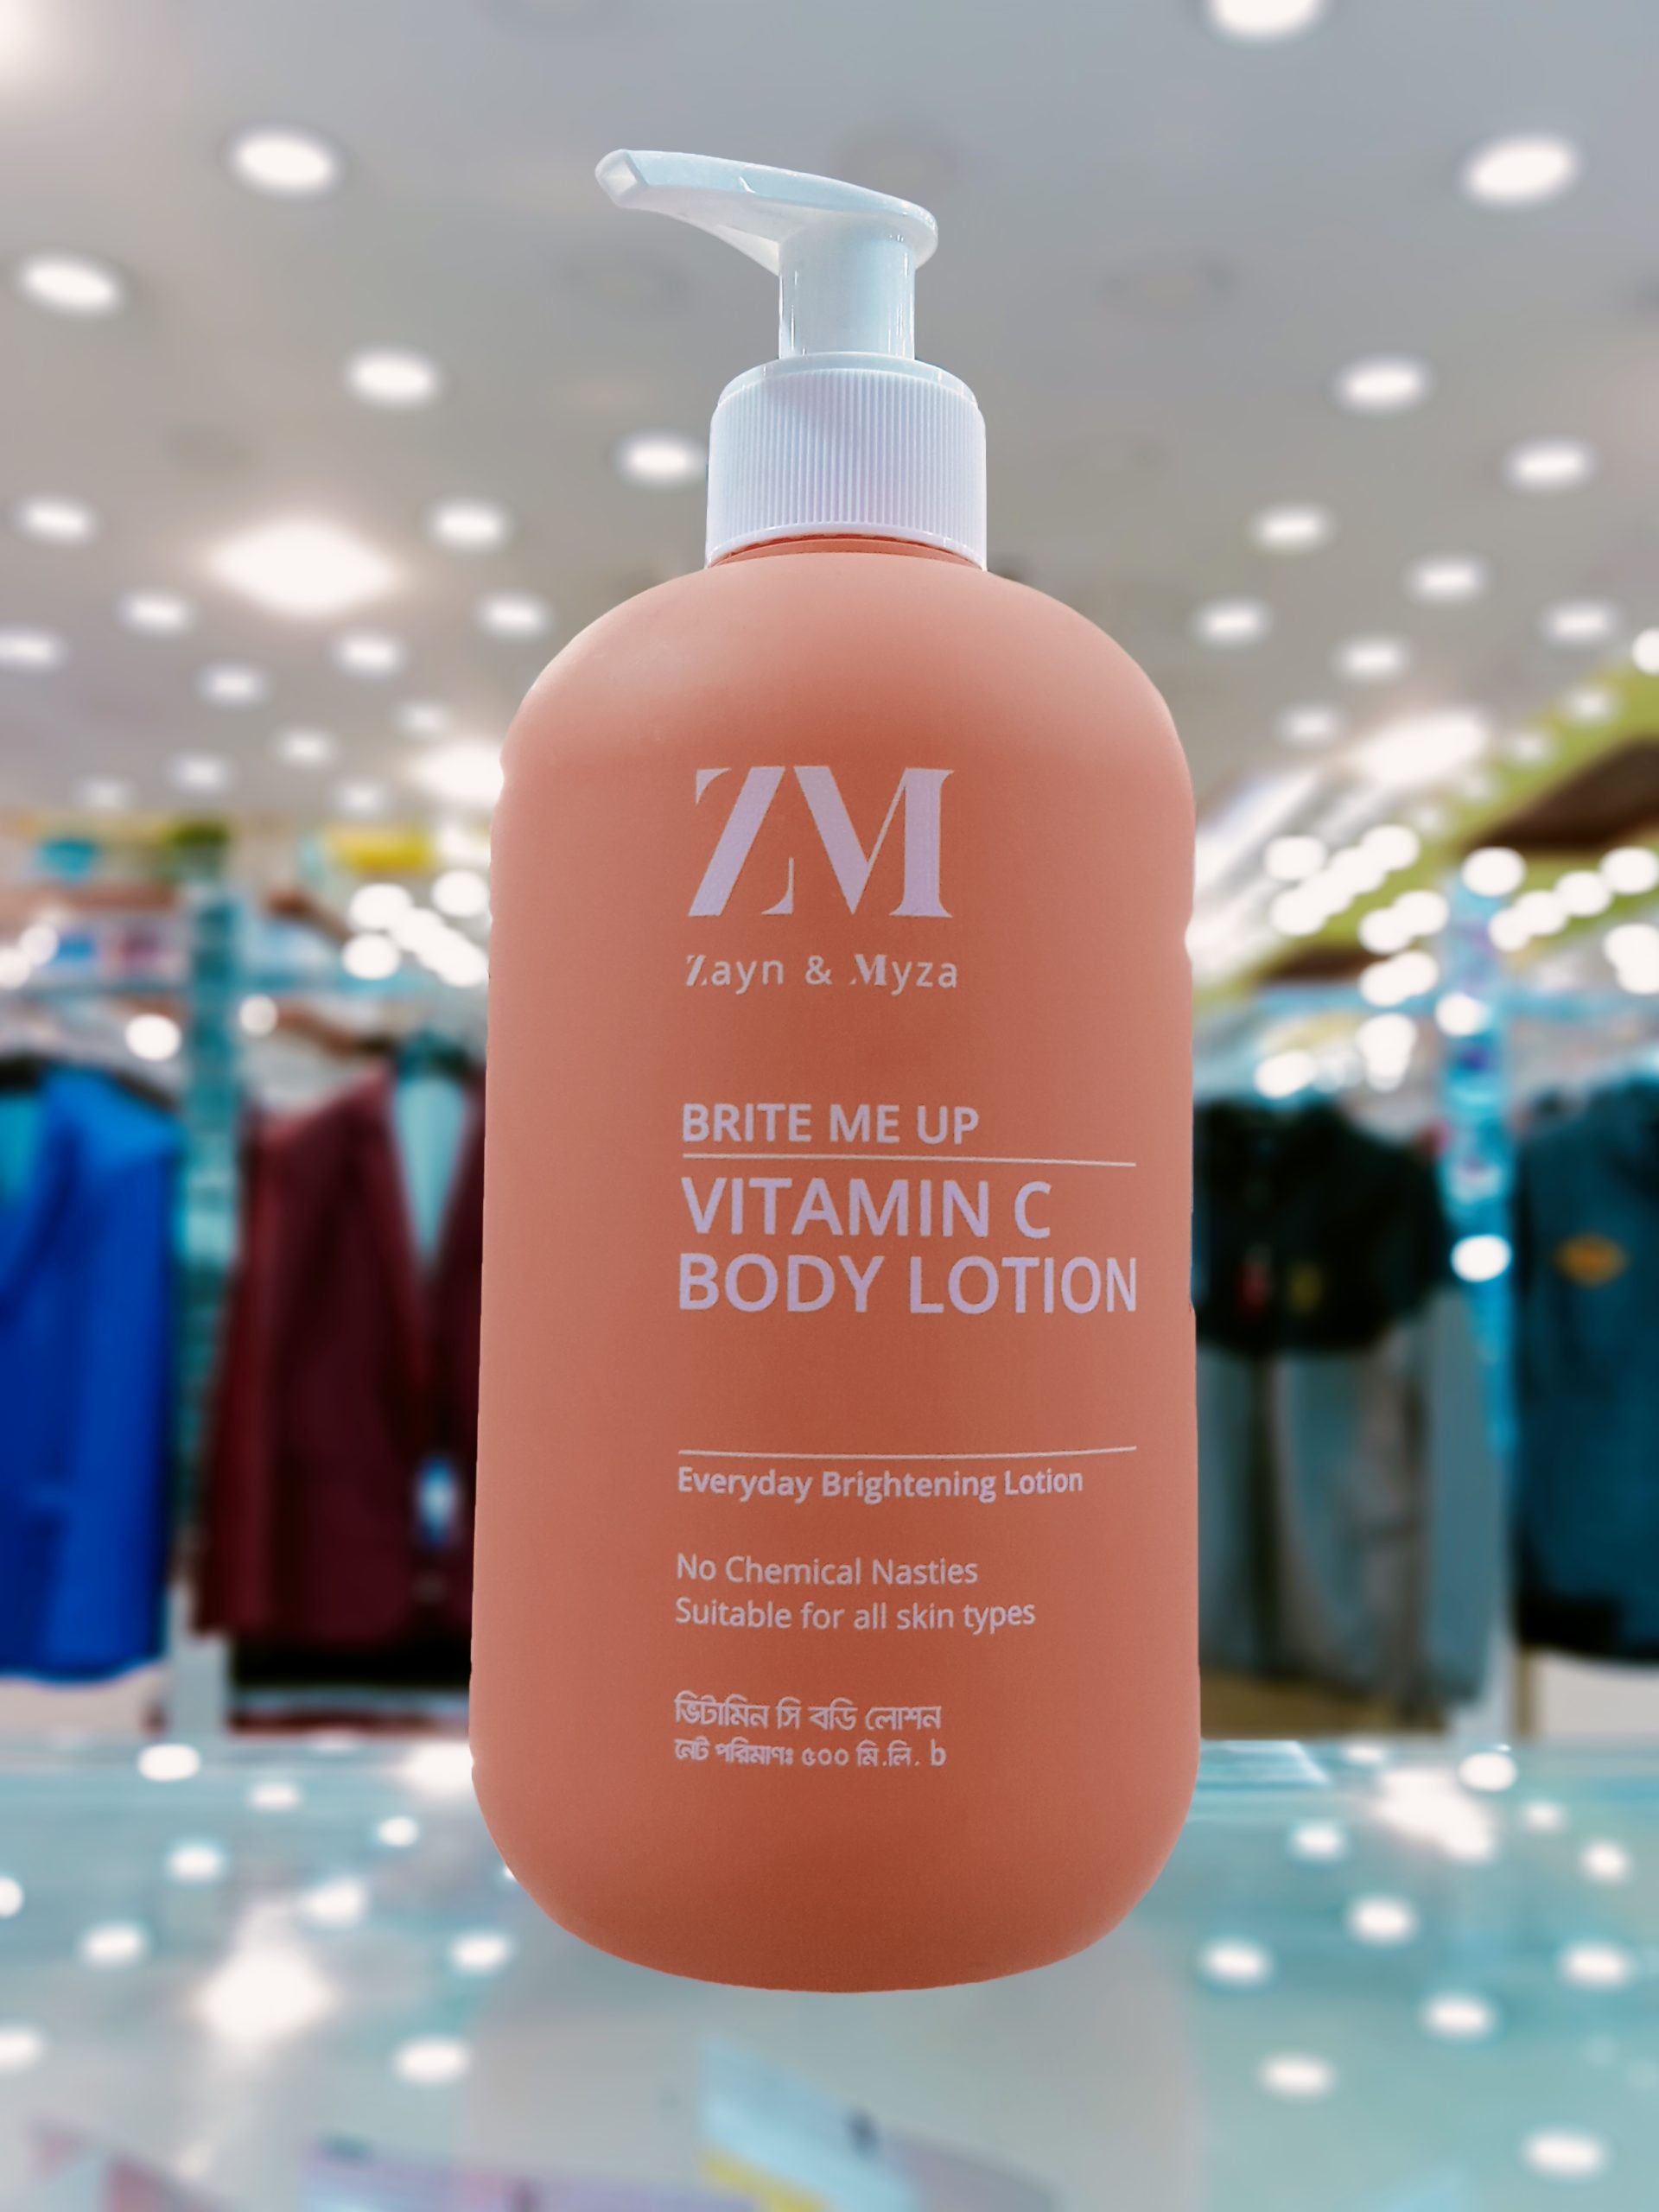 ZM
Zayn & Myza
BRITE ME UP
VITAMIN C
BODY LOTION
Everyday Brightening Lotion
No Chemical Nasties
Suitable for all skin types
ভিটামিন সি বডি লোশন
নেট পরিমাণঃ ৫০০ মি.লি. b